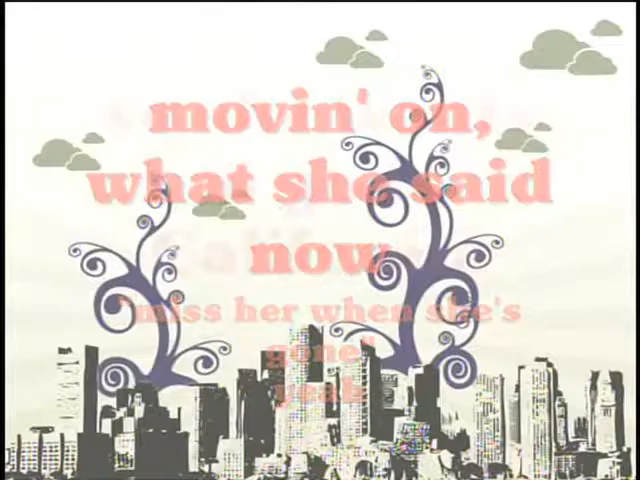 movin' on,
what she said
now
"miss her when she's
gone"
yeah